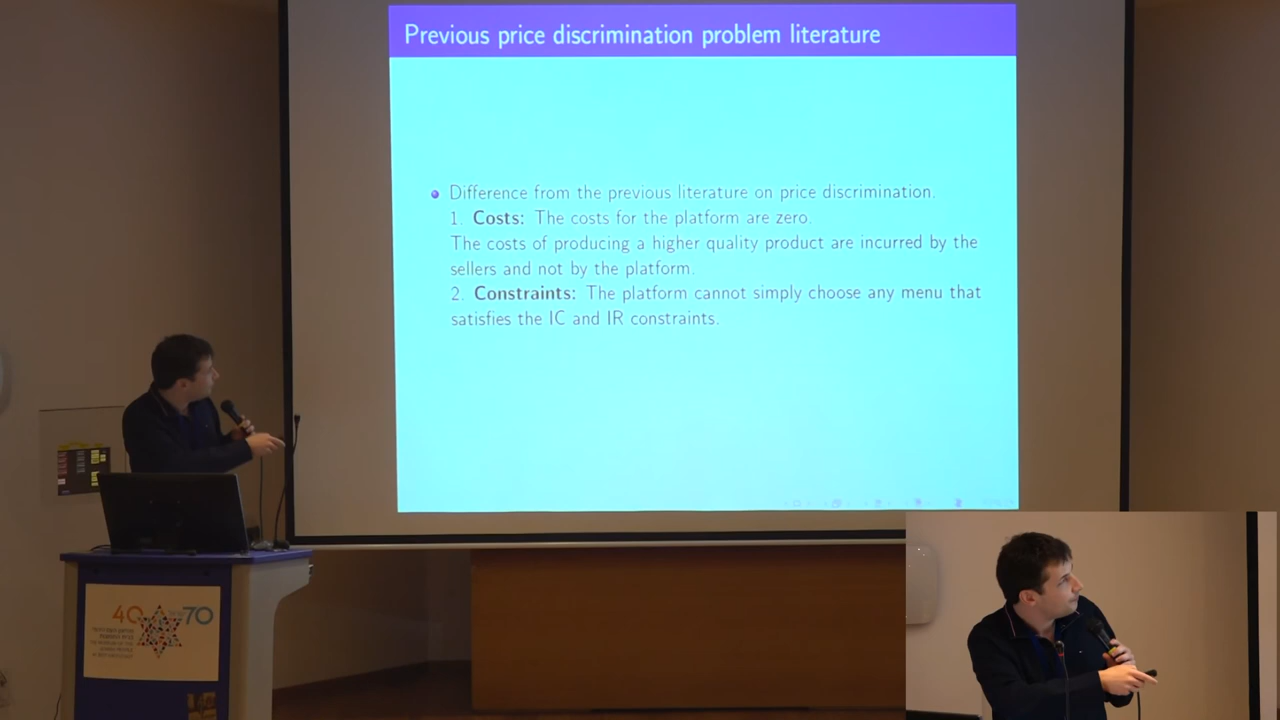 Previous price discrimination problem literature
Difference from the previous literature on price discrimination.
1. Costs: The costs for the platform are zero.
The costs of producing a higher quality product are incurred by the
sellers and not by the platform.
2. Constraints: The platform cannot simply choose any menu that
satisfies the IC and IR constraints.
40
70